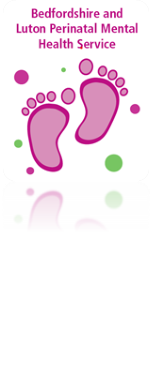 Bedfordshire and
Luton Perinatal Mental
Health Service